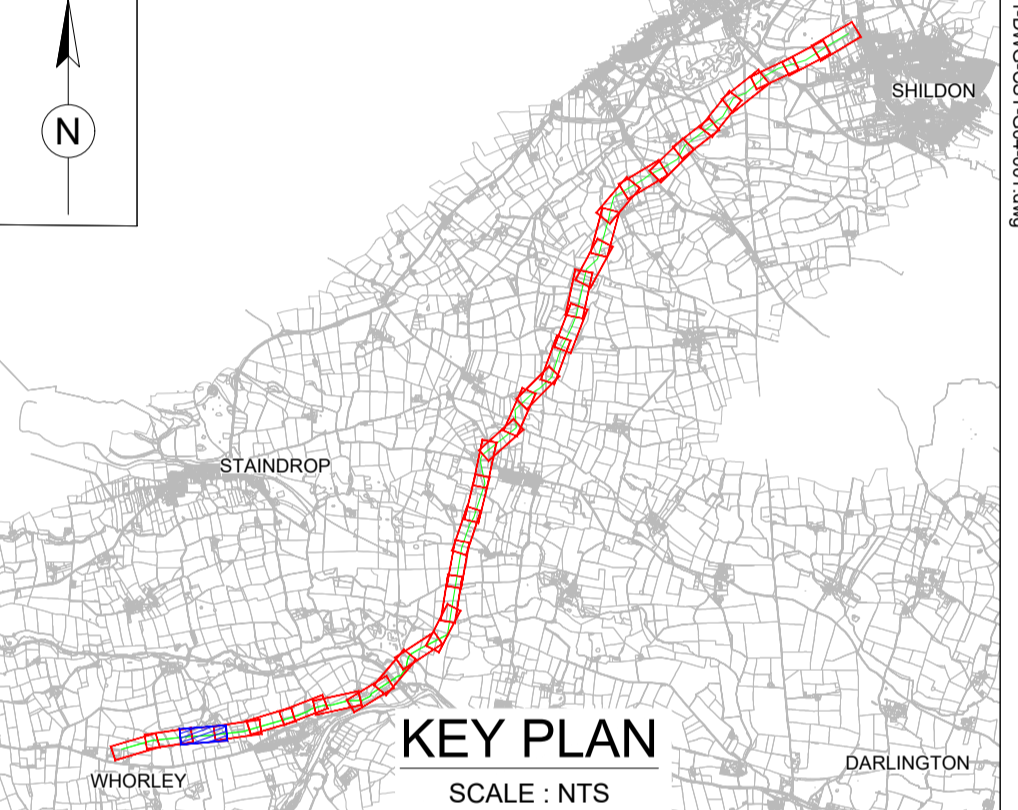 N
SHILDON
STAINDROP
WHORLEY
KEY PLAN
SCALE : NTS
DARLINGTON